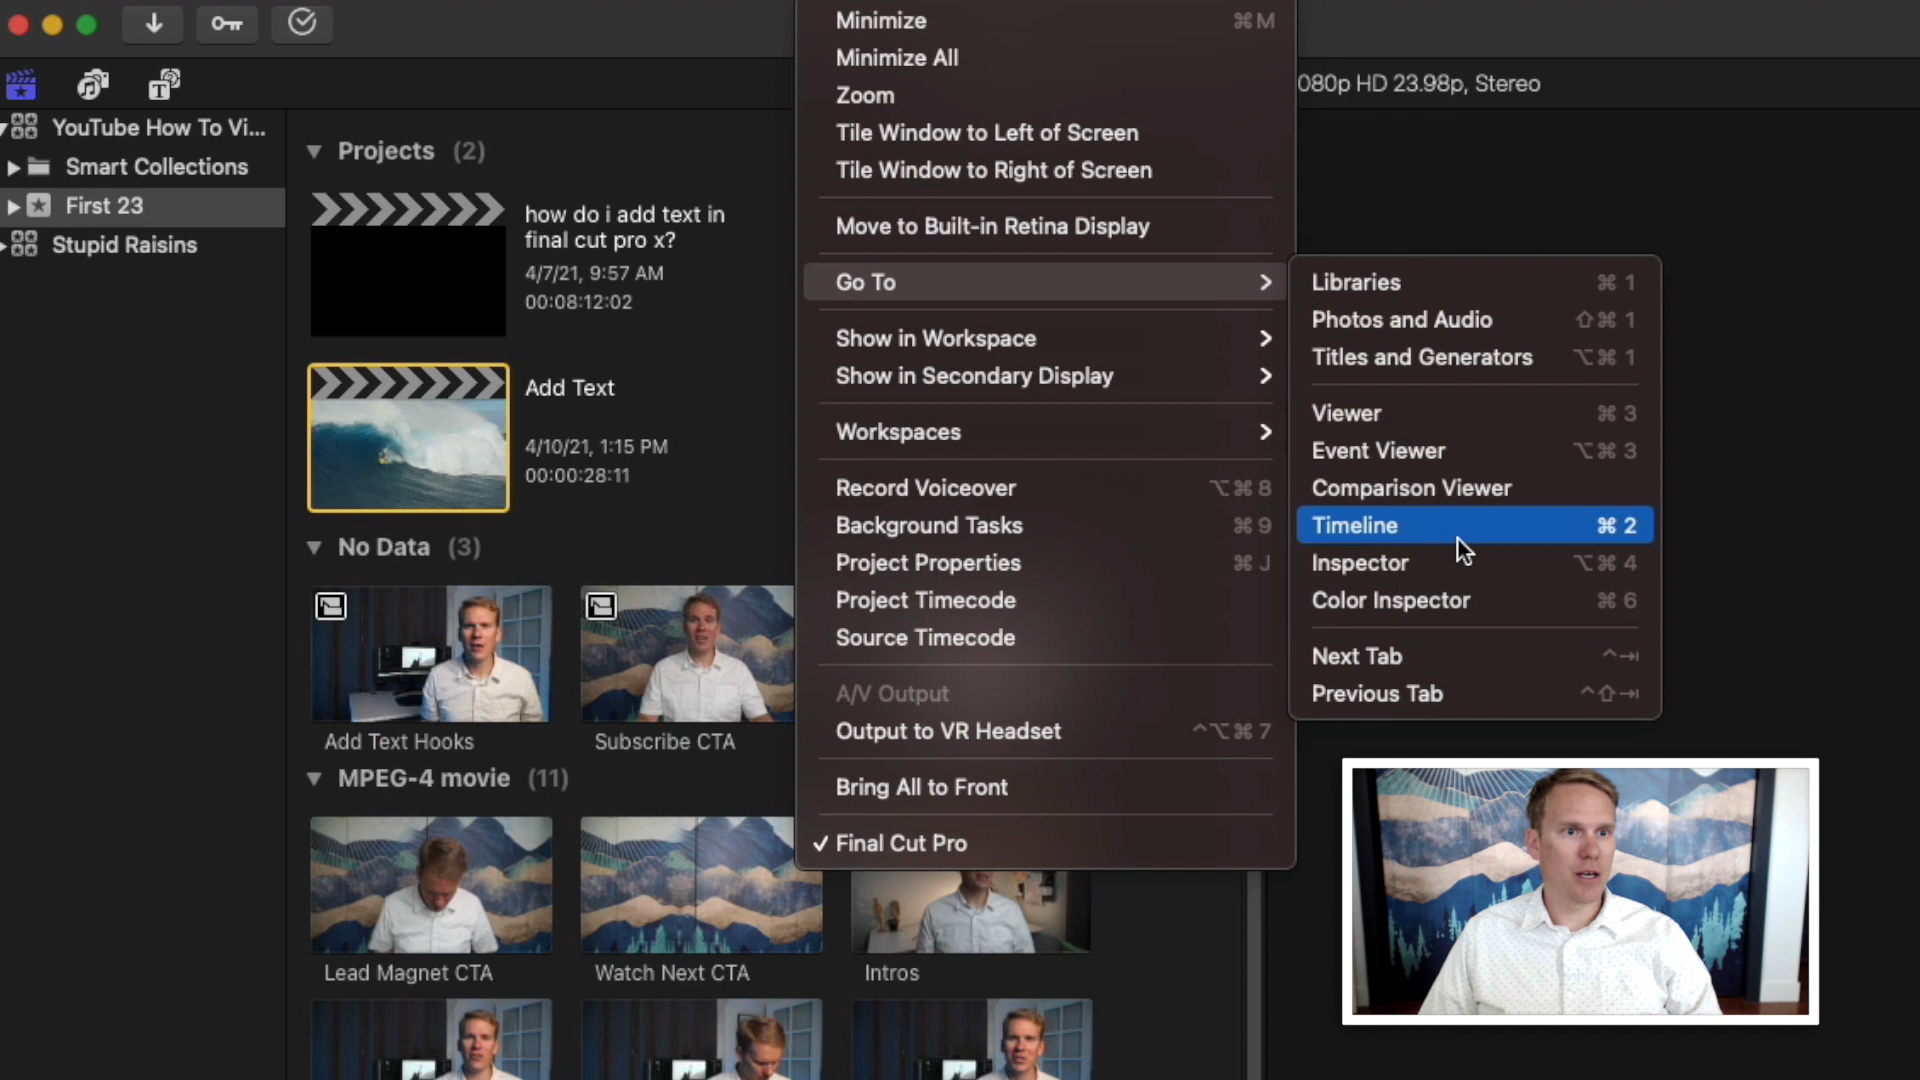 080p HD 23.98p, Stereo
YouTube How To Vi...
Smart Collections
First 23
Stupid Raisins
Projects (2)
how do i add text in
final cut pro x?
4/7/21, 9:57 AM
00:08:12:02
Add Text
4/10/21, 1:15 PM
00:00:28:11
No Data (3)
Add Text Hooks
Subscribe CTA
MPEG-4 movie (11)
Lead Magnet CTA
Watch Next CTA
Intros
Minimize ⌘M
Minimize All
Zoom
Tile Window to Left of Screen
Tile Window to Right of Screen
Move to Built-in Retina Display
Go To
Show in Workspace
Show in Secondary Display
Workspaces
Record Voiceover ⌥⌘8
Background Tasks ⌘9
Project Properties ⌘J
Project Timecode
Source Timecode
A/V Output
Output to VR Headset ^⌥⌘7
Bring All to Front
✓ Final Cut Pro
Libraries ⌘1
Photos and Audio ⇧⌘1
Titles and Generators ⌥⌘1
Viewer ⌘3
Event Viewer ⌥⌘3
Comparison Viewer
Timeline ⌘2
Inspector ⌥⌘4
Color Inspector ⌘6
Next Tab ^⇥
Previous Tab ^⇧⇥